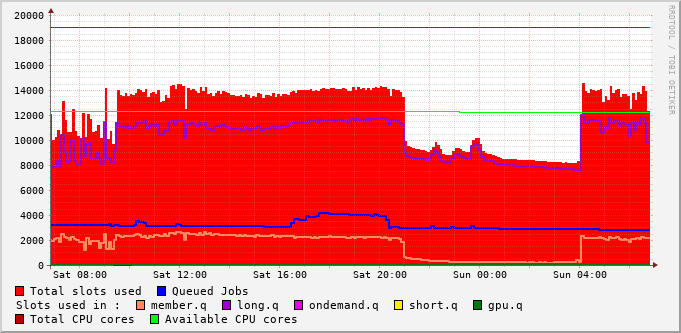 20000
18000
16000
14000
12000
10000
8000
6000
4000
2000
0
Sat 08:00 Sat 12:00 Sat 16:00 Sat 20:00 Sun 00:00 Sun 04:00
RRDTOOL / TOBI OETIKER
Total slots used Queued Jobs
Slots used in : member.q long.q ondemand.q short.q gpu.q
Total CPU cores Available CPU cores